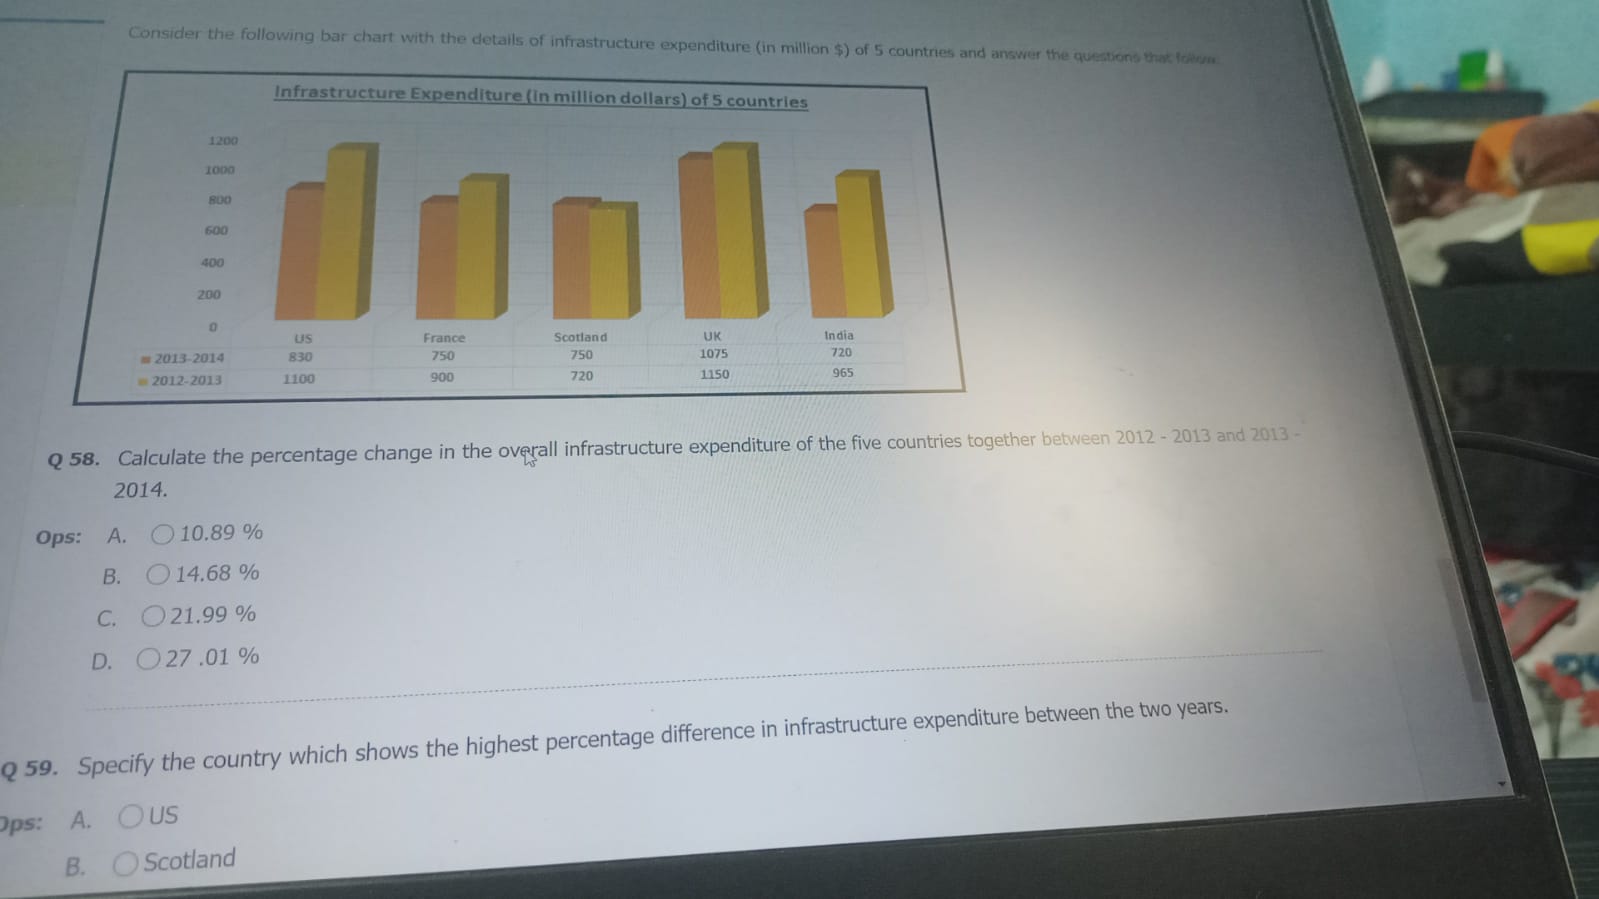 Consider the following bar chart with the details of infrastructure expenditure (in million $) of 5 countries and answer the questions that follow.
Infrastructure Expenditure (in million dollars) of 5 countries
1200
1000
800
600
400
200
0
US France Scotland UK India
2013-2014 830 750 750 1075 720
2012-2013 1100 900 720 1150 965
Q 58. Calculate the percentage change in the overall infrastructure expenditure of the five countries together between 2012 - 2013 and 2013 -
2014.
Ops: A. 10.89 %
B. 14.68 %
C. 21.99 %
D. 27 .01 %
Q 59. Specify the country which shows the highest percentage difference in infrastructure expenditure between the two years.
Ops: A. US
B. Scotland